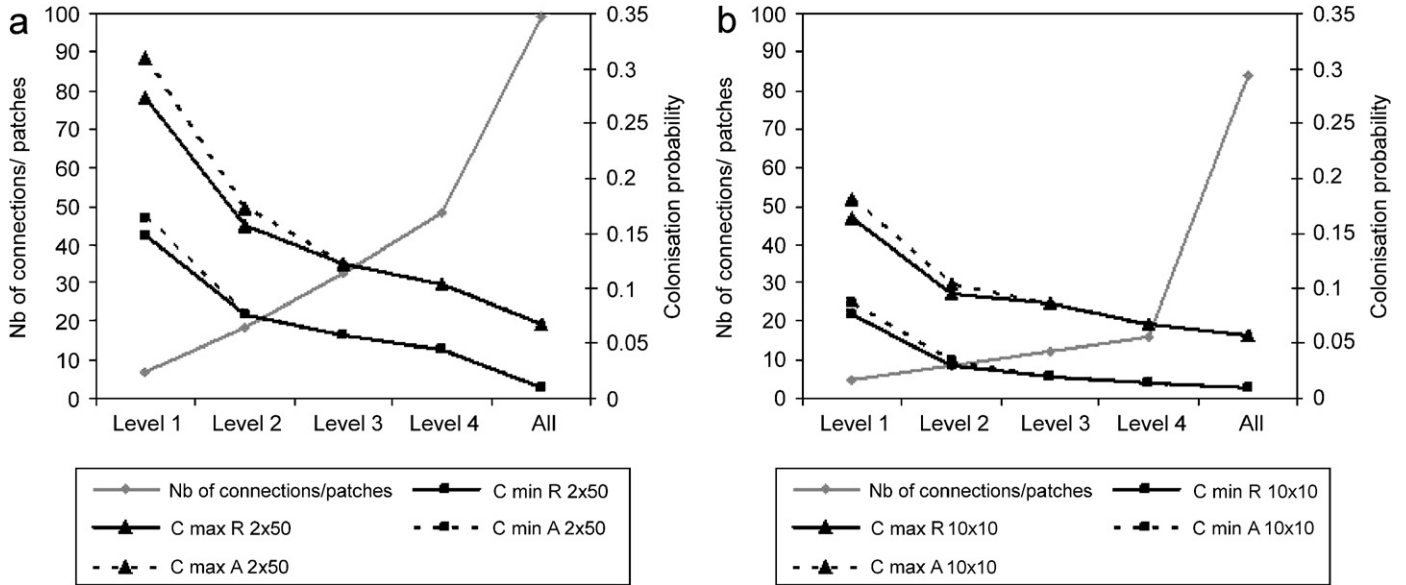 a
100
90
80
70
60
50
40
30
20
10
0
Nb of connections/ patches
0.35
0.3
0.25
0.2
0.15
0.1
0.05
0
Colonisation probability
Level 1 Level 2 Level 3 Level 4 All
Nb of connections/patches C min R 2x50
C max R 2x50 C min A 2x50
C max A 2x50
b
100
90
80
70
60
50
40
30
20
10
0
Nb of connections/ patches
0.35
0.3
0.25
0.2
0.15
0.1
0.05
0
Colonisation probability
Level 1 Level 2 Level 3 Level 4 All
Nb of connections/patches C min R 10x10
C max R 10x10 C min A 10x10
C max A 10x10